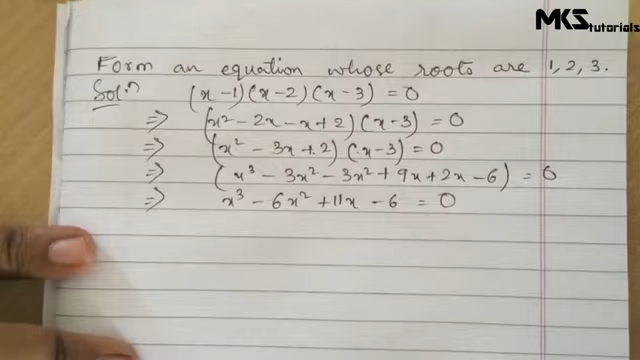 MKS tutorials
Form an equation whose roots are 1, 2, 3.
Solⁿ (x-1)(x-2)(x-3) = 0
⇒ (x² - 2x - x + 2)(x-3) = 0
⇒ (x² - 3x + 2)(x-3) = 0
⇒ (x³ - 3x² - 3x² + 9x + 2x - 6) = 0
⇒ x³ - 6x² + 11x - 6 = 0